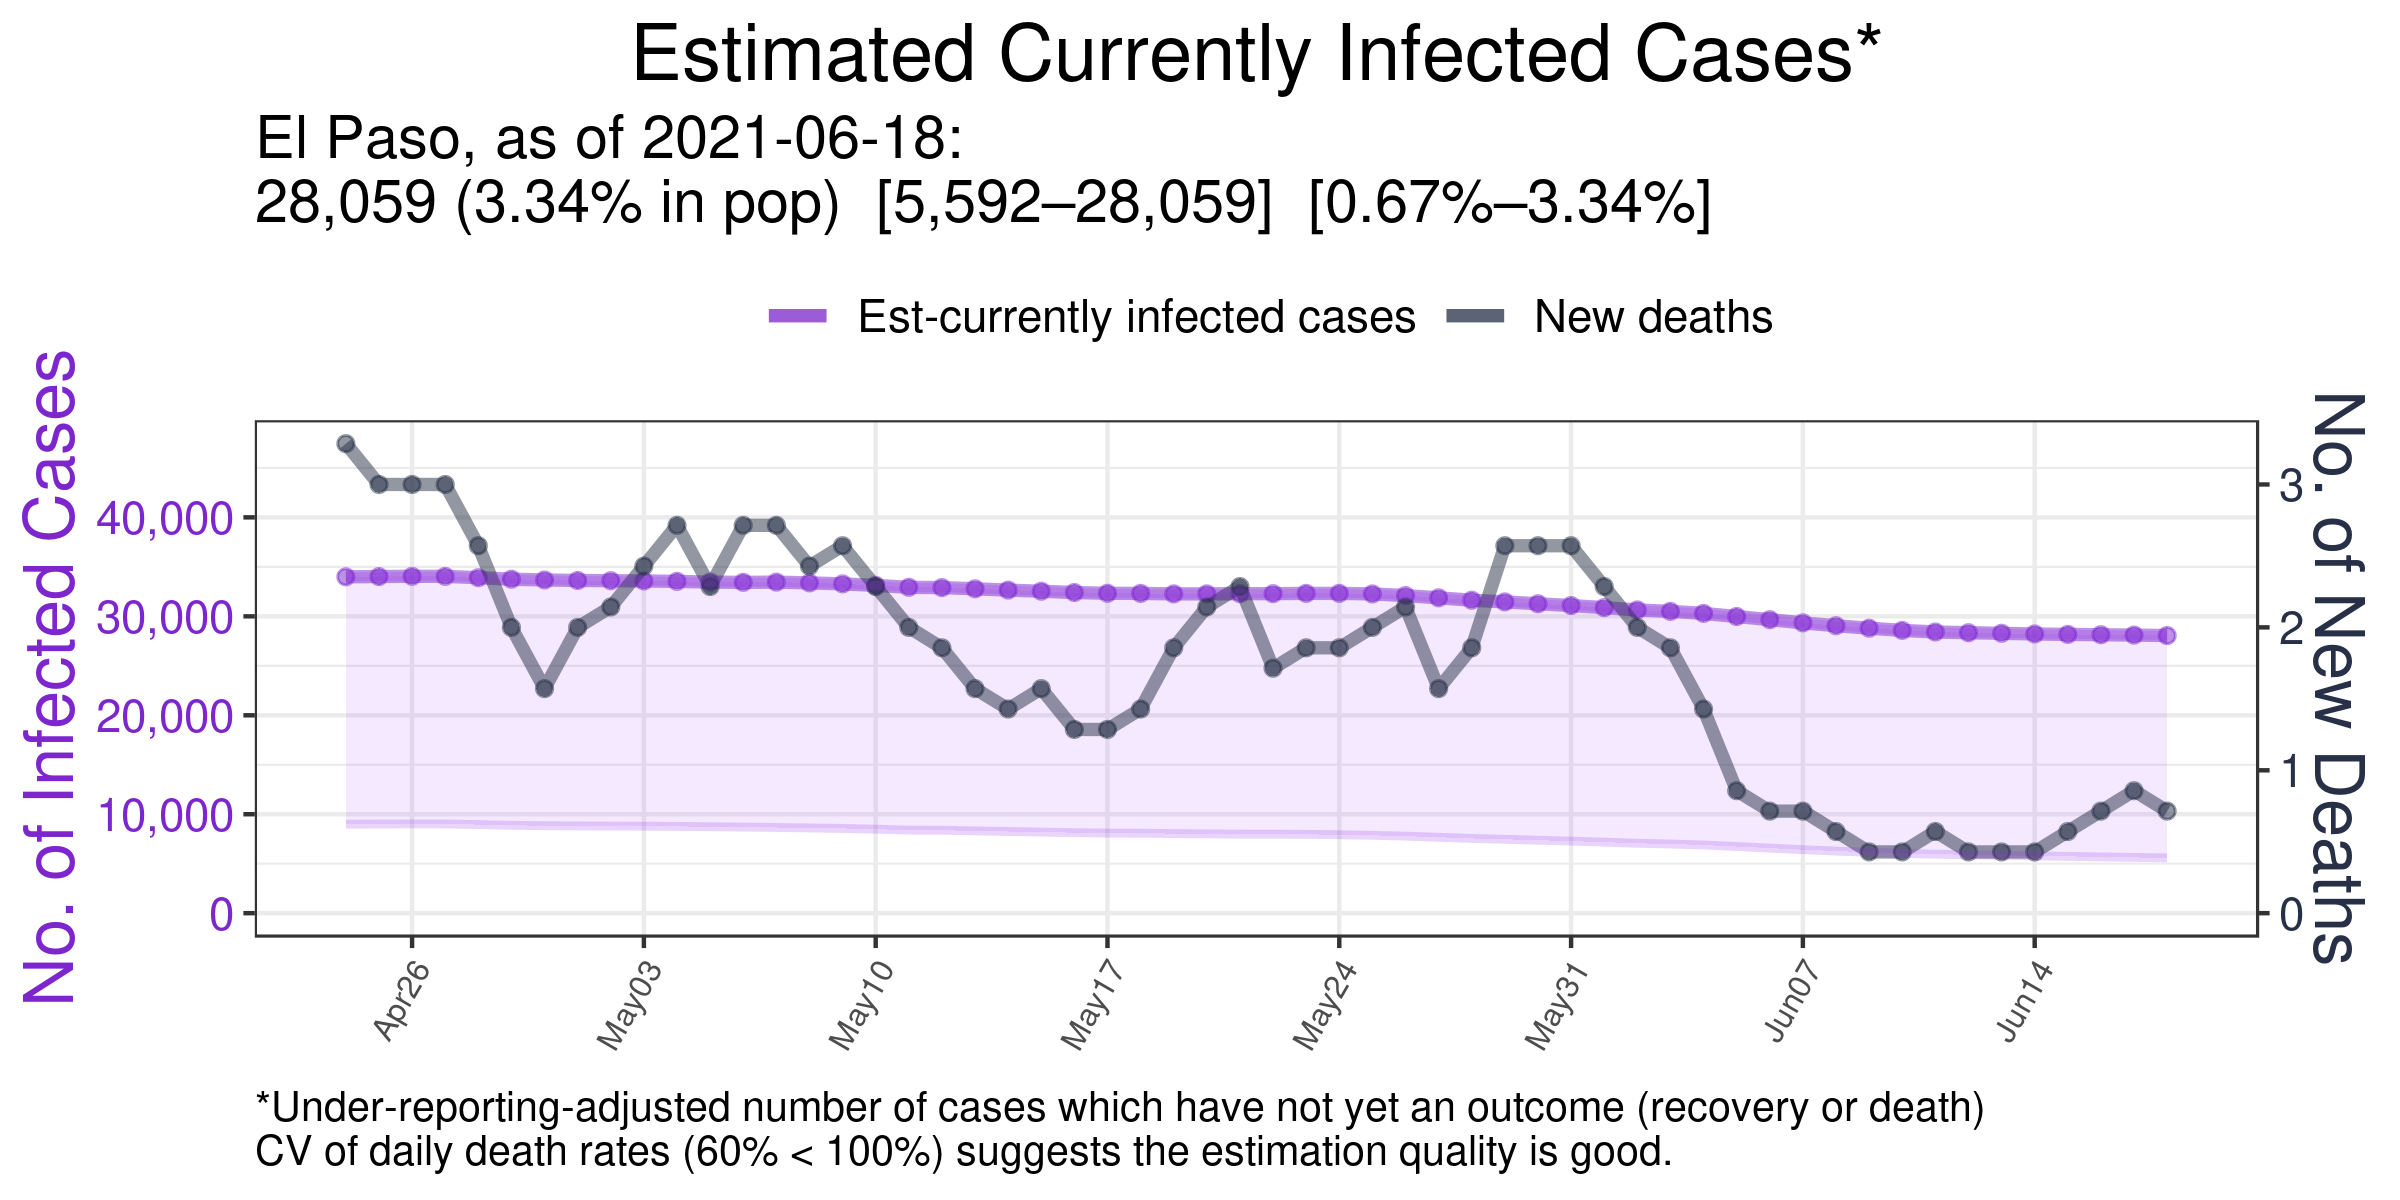 Estimated Currently Infected Cases*
El Paso, as of 2021-06-18:
28,059 (3.34% in pop)  [5,592–28,059]  [0.67%–3.34%]
Est-currently infected cases
New deaths
No. of Infected Cases
40,000
30,000
20,000
10,000
0
3
2
1
0
No. of New Deaths
Apr26
May03
May10
May17
May24
May31
Jun07
Jun14
*Under-reporting-adjusted number of cases which have not yet an outcome (recovery or death)
CV of daily death rates (60% < 100%) suggests the estimation quality is good.